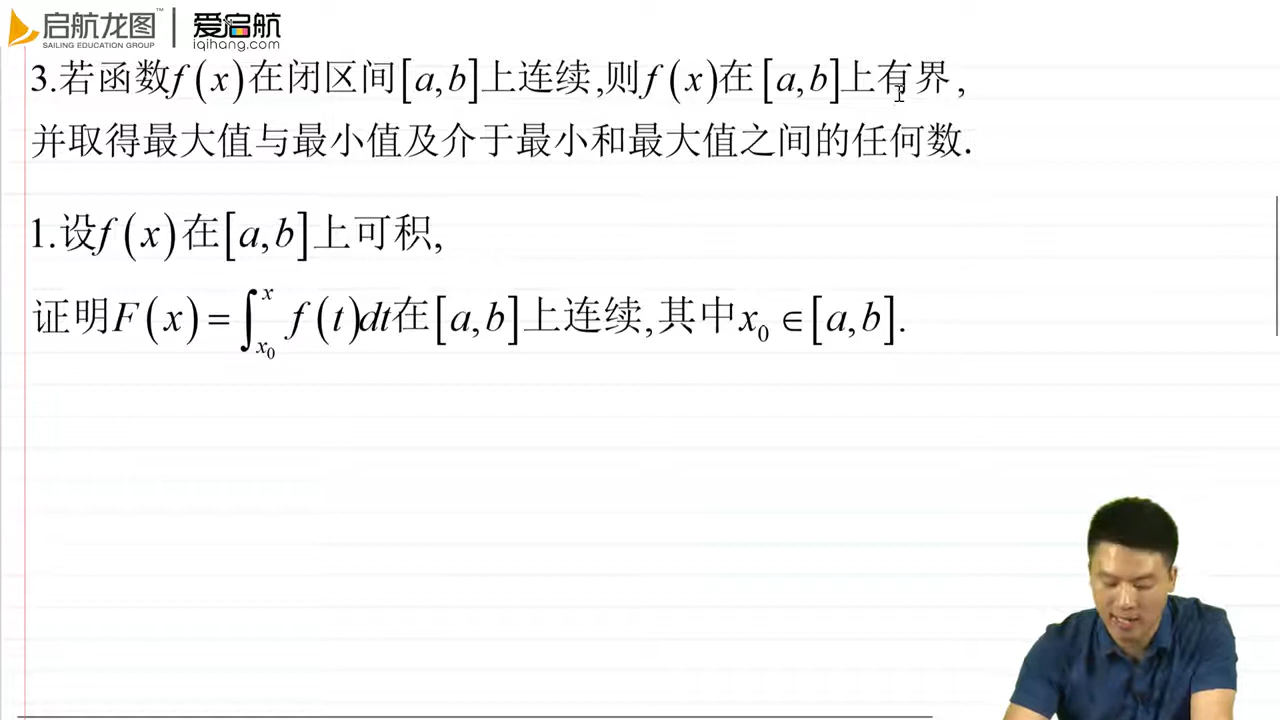 启航龙图 | 爱启航
SAILING EDUCATION GROUP iqihang.com
3.若函数f(x)在闭区间[a,b]上连续,则f(x)在[a,b]上有界,
并取得最大值与最小值及介于最小和最大值之间的任何数.
1.设f(x)在[a,b]上可积,
证明F(x)=∫_{x₀}^{x} f(t)dt在[a,b]上连续,其中x₀∈[a,b].